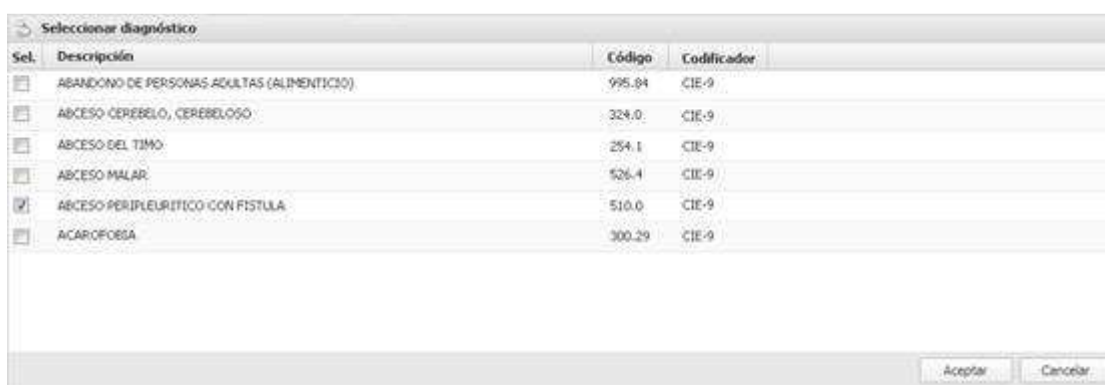 Seleccionar diagnóstico
Sel. Descripción Código Codificador
ABANDONO DE PERSONAS ADULTAS (ALIMENTICIO) 995.84 CIE-9
ABCESO CEREBELO, CEREBELOSO 324.0 CIE-9
ABCESO DEL TIMO 254.1 CIE-9
ABCESO MALAR 526.4 CIE-9
ABCESO PERIPLEURITICO CON FISTULA 510.0 CIE-9
ACAROFOBIA 300.29 CIE-9
Aceptar Cancelar